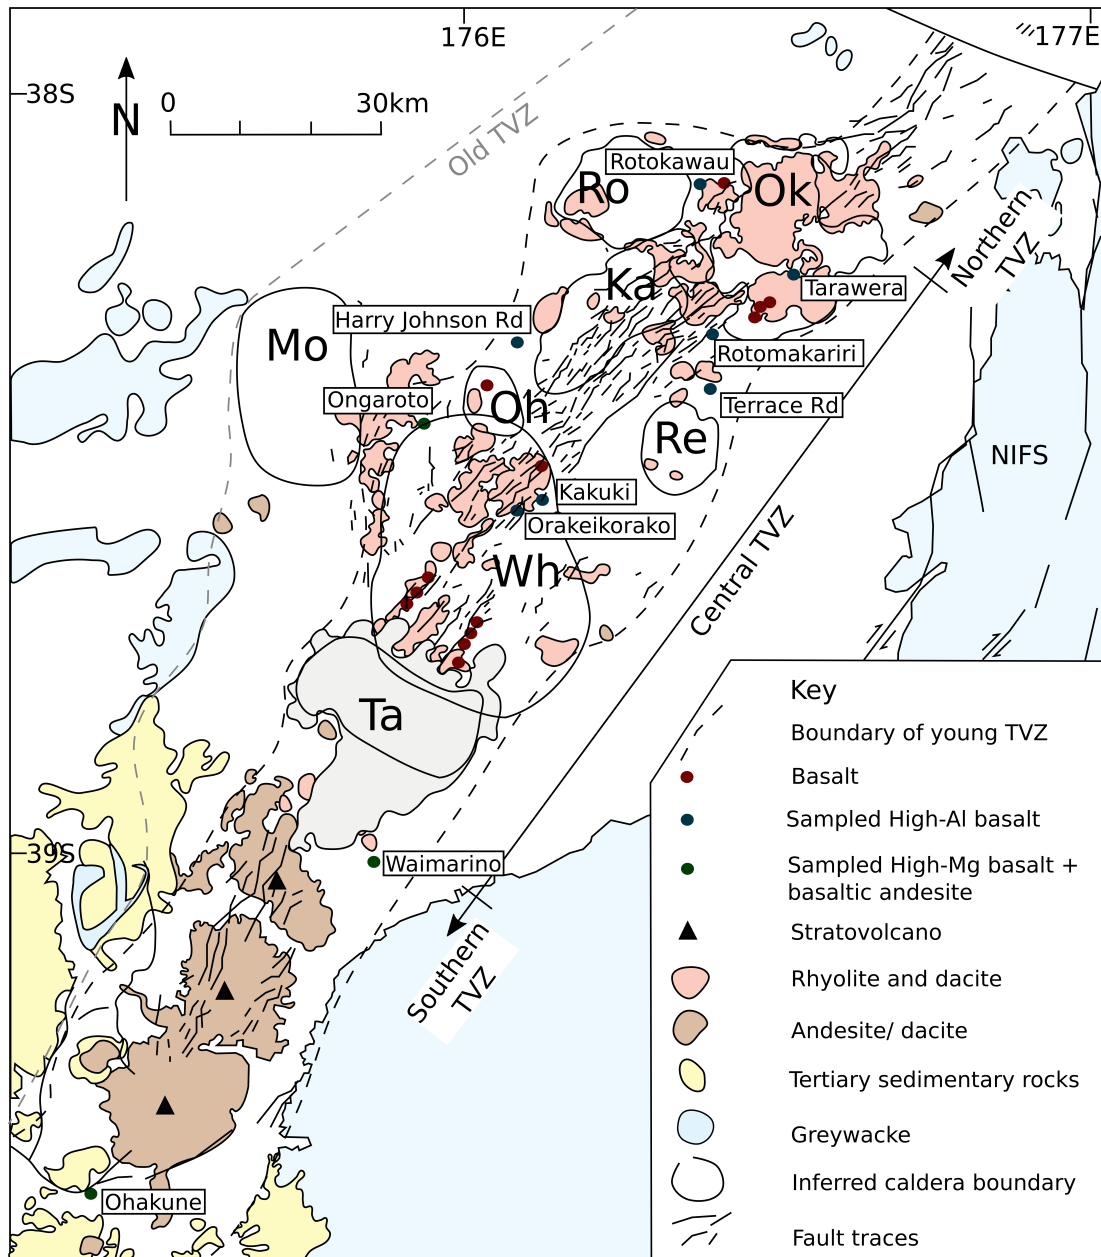 176E
177E
38S
0
30km
N
Old TVZ
Rotokawau
Ro
Ok
Northern
TVZ
Ka
Tarawera
Harry Johnson Rd
Mo
Rotomakariri
Ongaroto
Oh
Terrace Rd
Re
NIFS
Kakuki
Orakeikorako
Wh
Central TVZ
Ta
39S
Waimarino
Southern
TVZ
Ohakune
Key
Boundary of young TVZ
Basalt
Sampled High-Al basalt
Sampled High-Mg basalt +
basaltic andesite
Stratovolcano
Rhyolite and dacite
Andesite/ dacite
Tertiary sedimentary rocks
Greywacke
Inferred caldera boundary
Fault traces